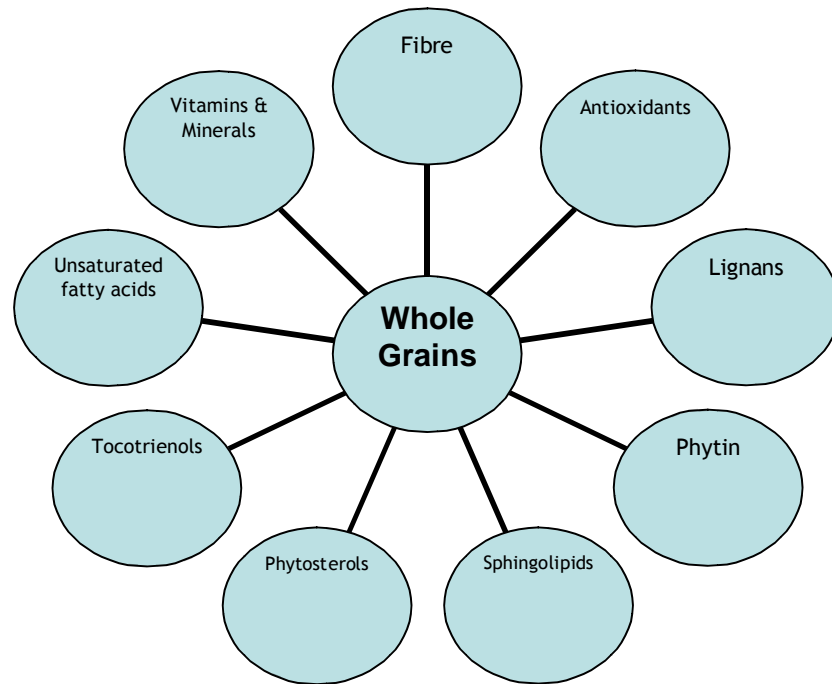 Fibre
Vitamins &
Minerals
Antioxidants
Unsaturated
fatty acids
Lignans
Whole
Grains
Tocotrienols
Phytin
Phytosterols
Sphingolipids